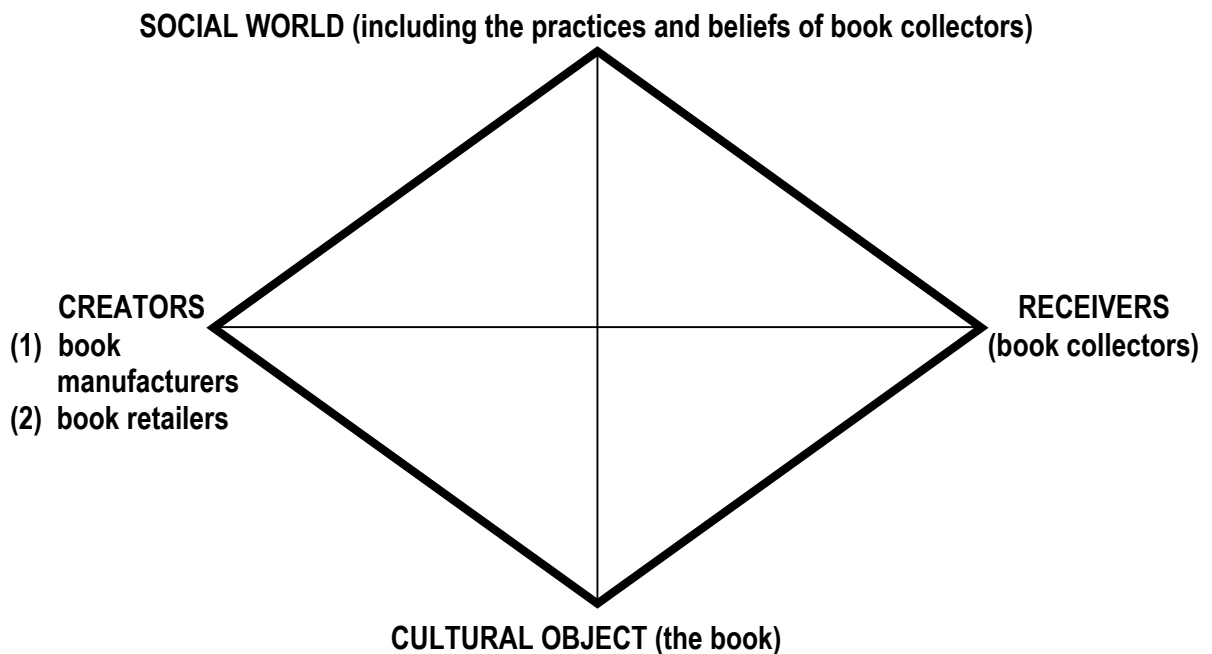 SOCIAL WORLD (including the practices and beliefs of book collectors)
CREATORS
(1) book
manufacturers
(2) book retailers
RECEIVERS
(book collectors)
CULTURAL OBJECT (the book)